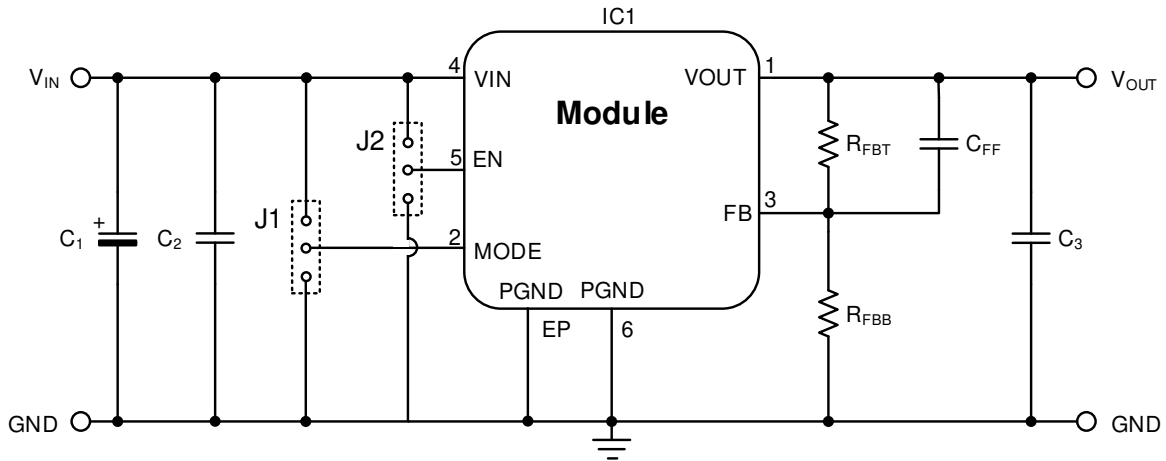 IC1
V_IN
4
VIN
VOUT
1
V_OUT
Module
J2
5
EN
R_FBT
C_FF
J1
FB
3
+
C_1
C_2
2
MODE
C_3
PGND
PGND
R_FBB
EP
6
GND
GND